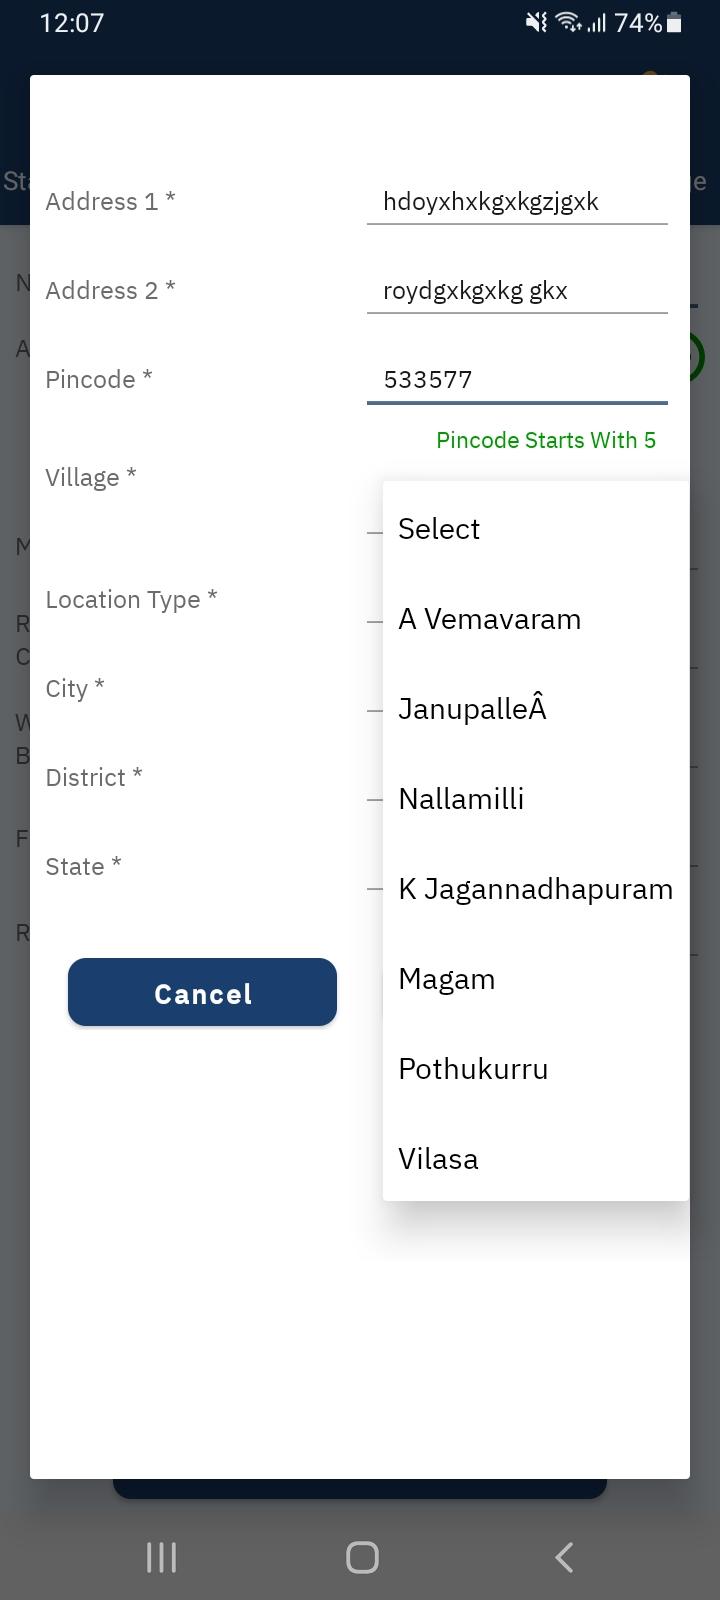 12:07
74%
Address 1 *
hdoyxhxkgxkgzjgxk
Address 2 *
roydgxkgxkg gkx
Pincode *
533577
Pincode Starts With 5
Village *
Select
A Vemavaram
Location Type *
City *
JanupalleÂ
District *
Nallamilli
State *
K Jagannadhapuram
Cancel
Magam
Pothukurru
Vilasa